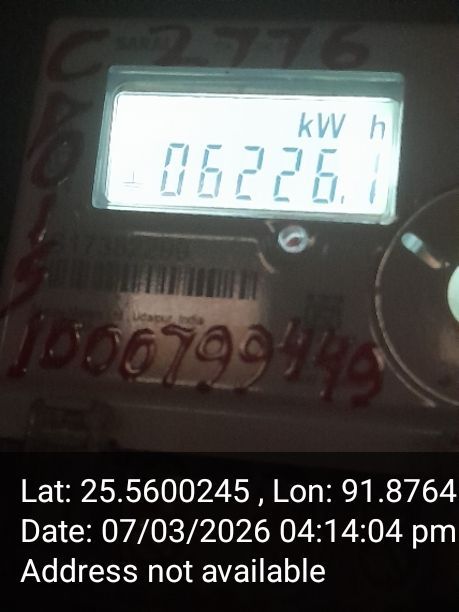 C 2776
kW h
06226.1
Udaipur, India
1000799449
Lat: 25.5600245 , Lon: 91.8764
Date: 07/03/2026 04:14:04 pm
Address not available